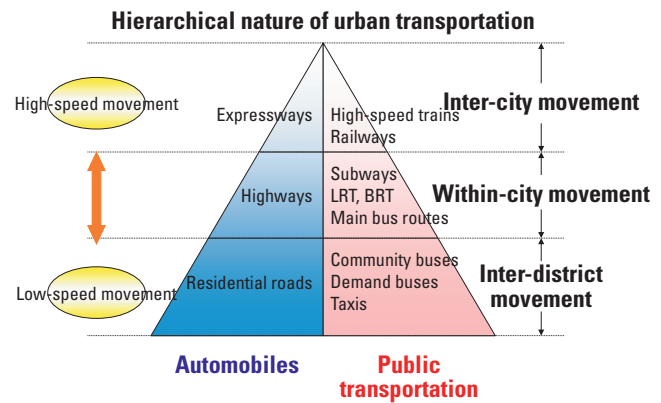 Hierarchical nature of urban transportation
High-speed movement
Expressways
High-speed trains
Railways
Inter-city movement
Highways
Subways
LRT, BRT
Main bus routes
Within-city movement
Low-speed movement
Residential roads
Community buses
Demand buses
Taxis
Inter-district
movement
Automobiles
Public
transportation